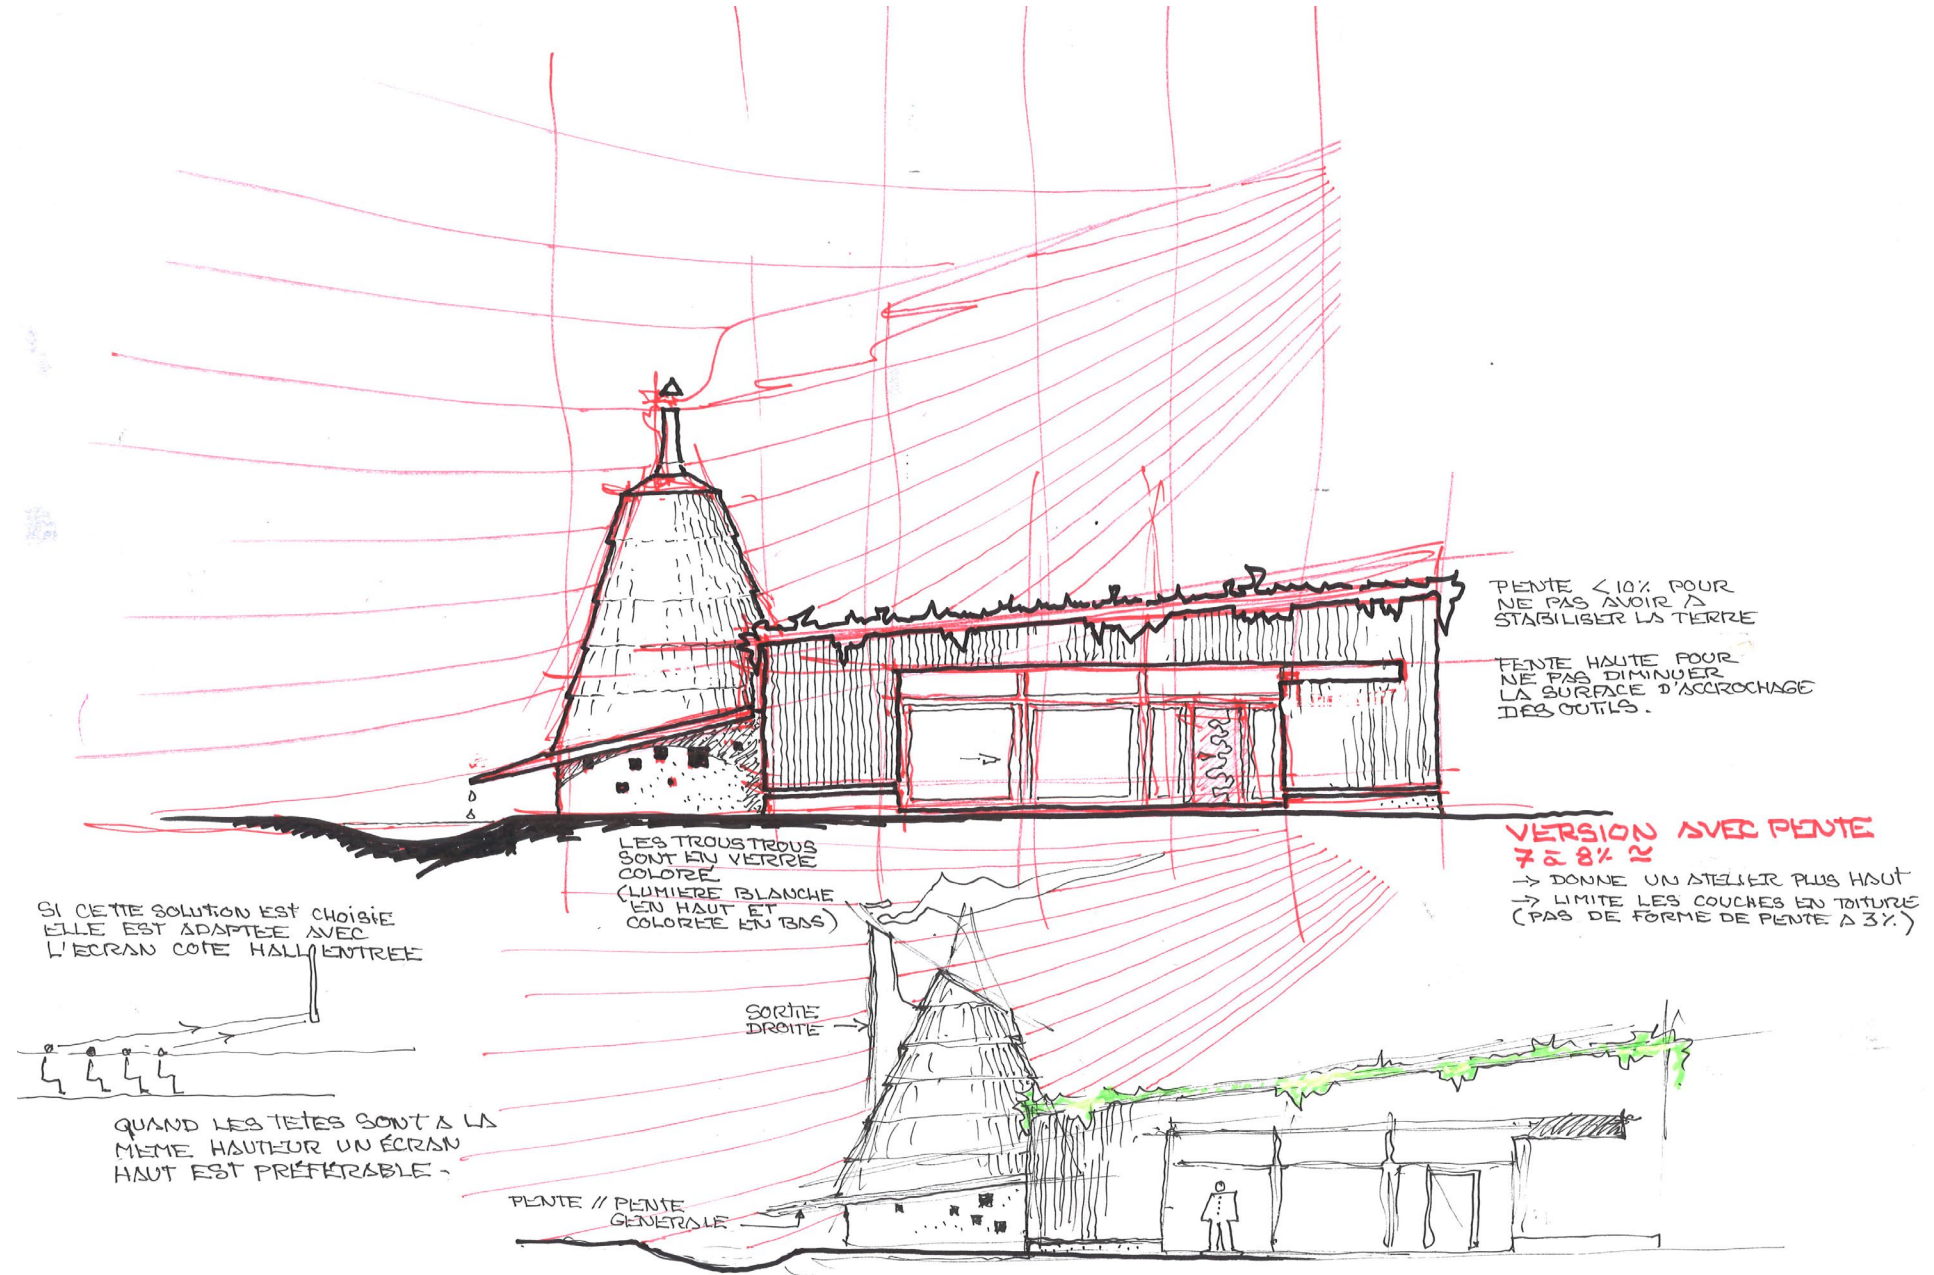 PENTE < 10% POUR
NE PAS AVOIR A
STABILISER LA TERRE
FENTE HAUTE POUR
NE PAS DIMINUER
LA SURFACE D'ACCROCHAGE
DES OUTILS.
VERSION AVEC PENTE
7 à 8% ≃
→ DONNE UN ATELIER PLUS HAUT
→ LIMITE LES COUCHES EN TOITURE
(PAS DE FORME DE PENTE A 3%)
LES TROUSTROUS
SONT EN VERRE
COLORÉ
(LUMIERE BLANCHE
EN HAUT ET
COLOREE EN BAS)
SI CETTE SOLUTION EST CHOISIE
ELLE EST ADAPTEE AVEC
L'ECRAN COTE HALL ENTREE
QUAND LES TETES SONT A LA
MEME HAUTEUR UN ÉCRAN
HAUT EST PRÉFÉRABLE.
SORTIE
DROITE →
PENTE // PENTE
GENERALE